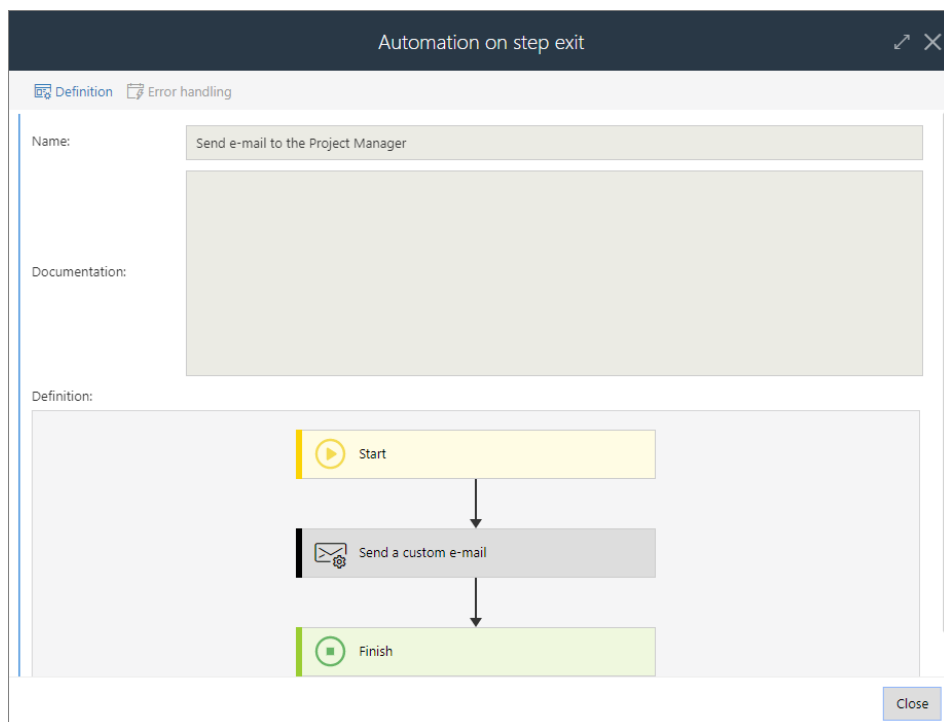 Automation on step exit
Definition Error handling
Name:
Send e-mail to the Project Manager
Documentation:
Definition:
Start
Send a custom e-mail
Finish
Close